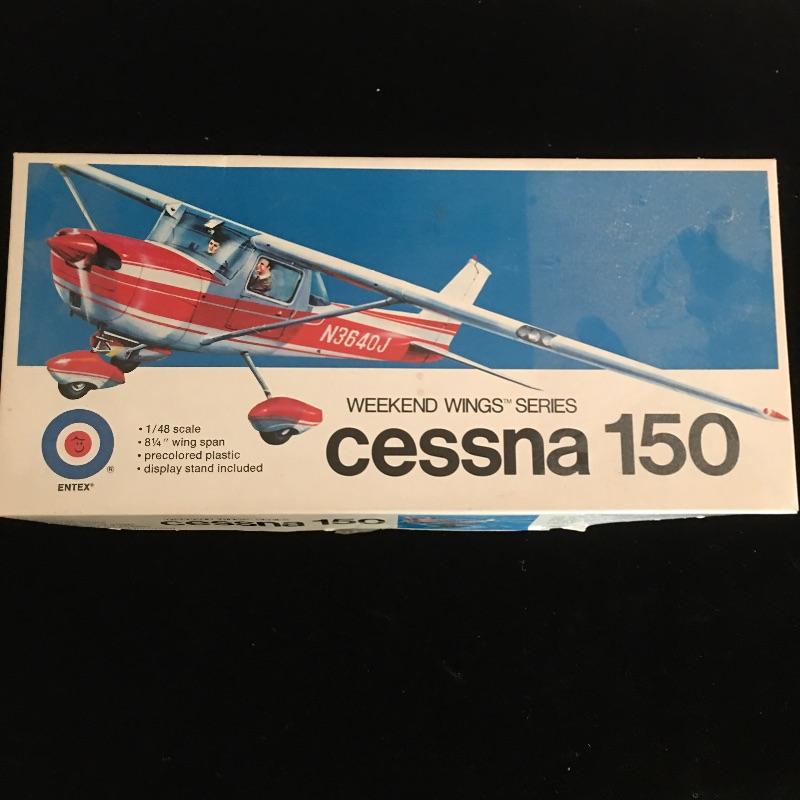 N3640J
WEEKEND WINGS™ SERIES
cessna 150
• 1/48 scale
• 8¼" wing span
• precolored plastic
• display stand included
®
ENTEX®
cessna 150